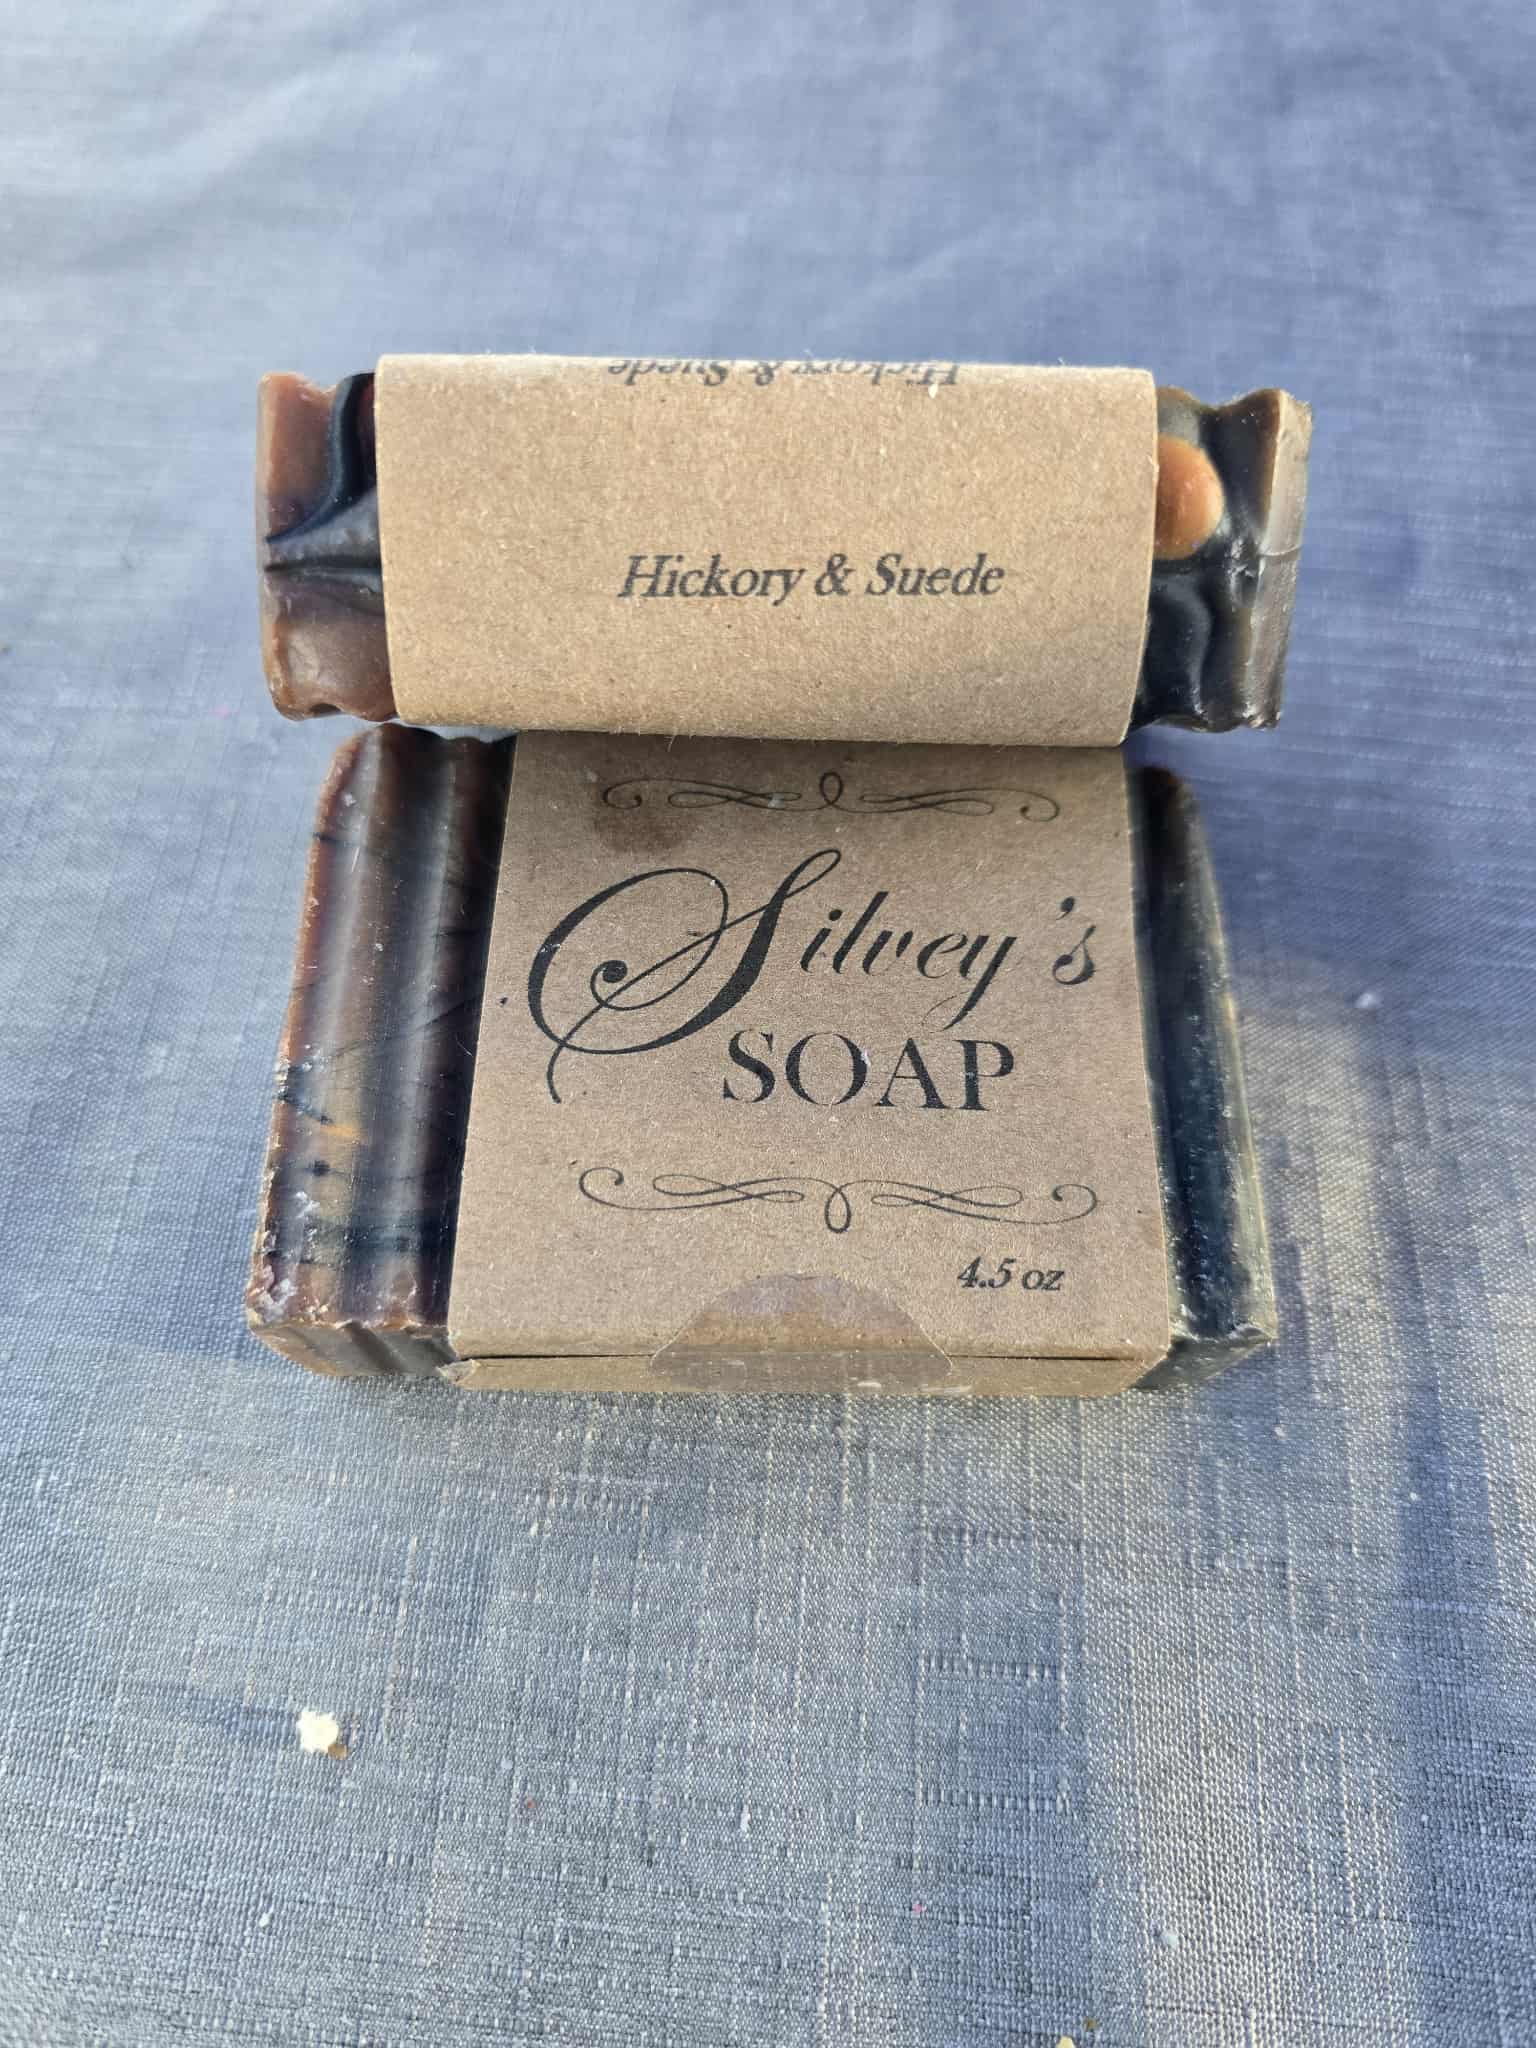 Hickory & Suede
Hickory & Suede
Silvey's
SOAP
4.5 oz